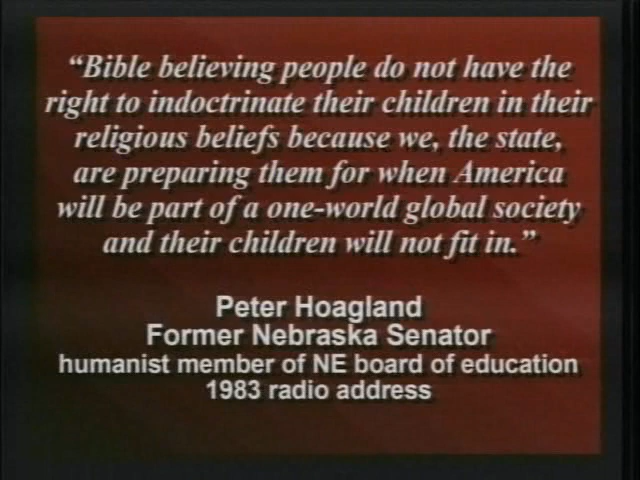 “Bible believing people do not have the
right to indoctrinate their children in their
religious beliefs because we, the state,
are preparing them for when America
will be part of a one-world global society
and their children will not fit in.”
Peter Hoagland
Former Nebraska Senator
humanist member of NE board of education
1983 radio address